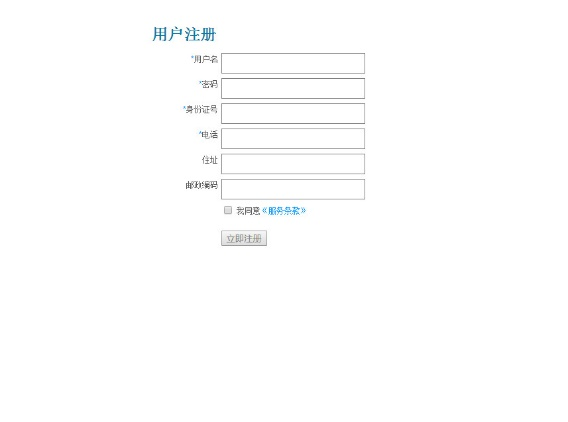 用户注册
*用户名
*密码
*身份证号
*电话
住址
邮政编码
我同意《服务条款》
立即注册